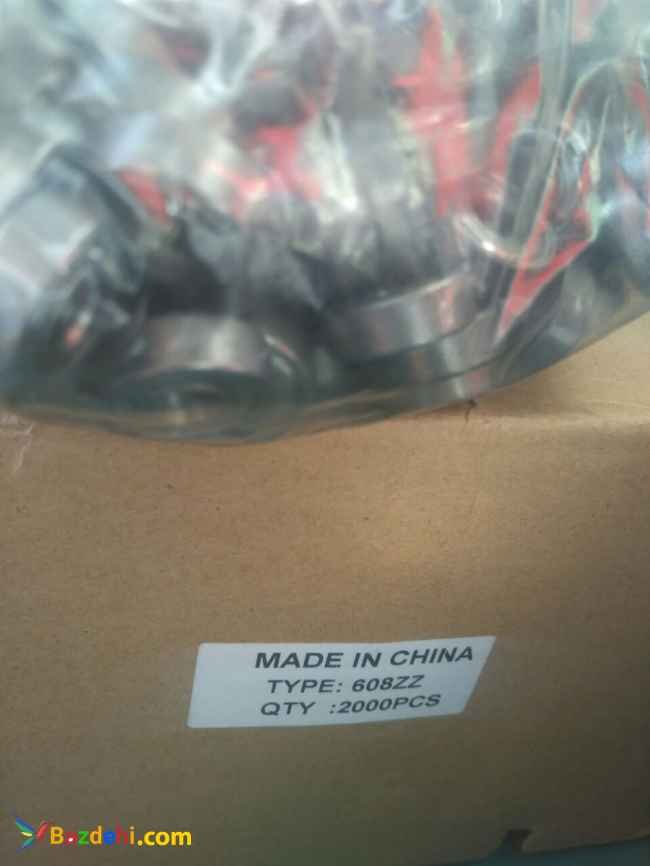 MADE IN CHINA
TYPE: 608ZZ
QTY :2000PCS
Bazdehi.com